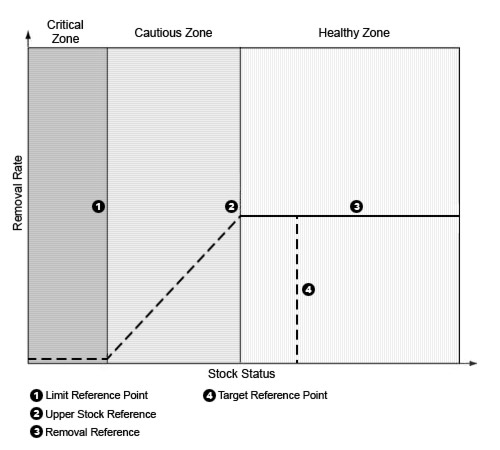 Critical
Zone
Cautious Zone
Healthy Zone
Removal Rate
1
2
3
4
Stock Status
1 Limit Reference Point
4 Target Reference Point
2 Upper Stock Reference
3 Removal Reference